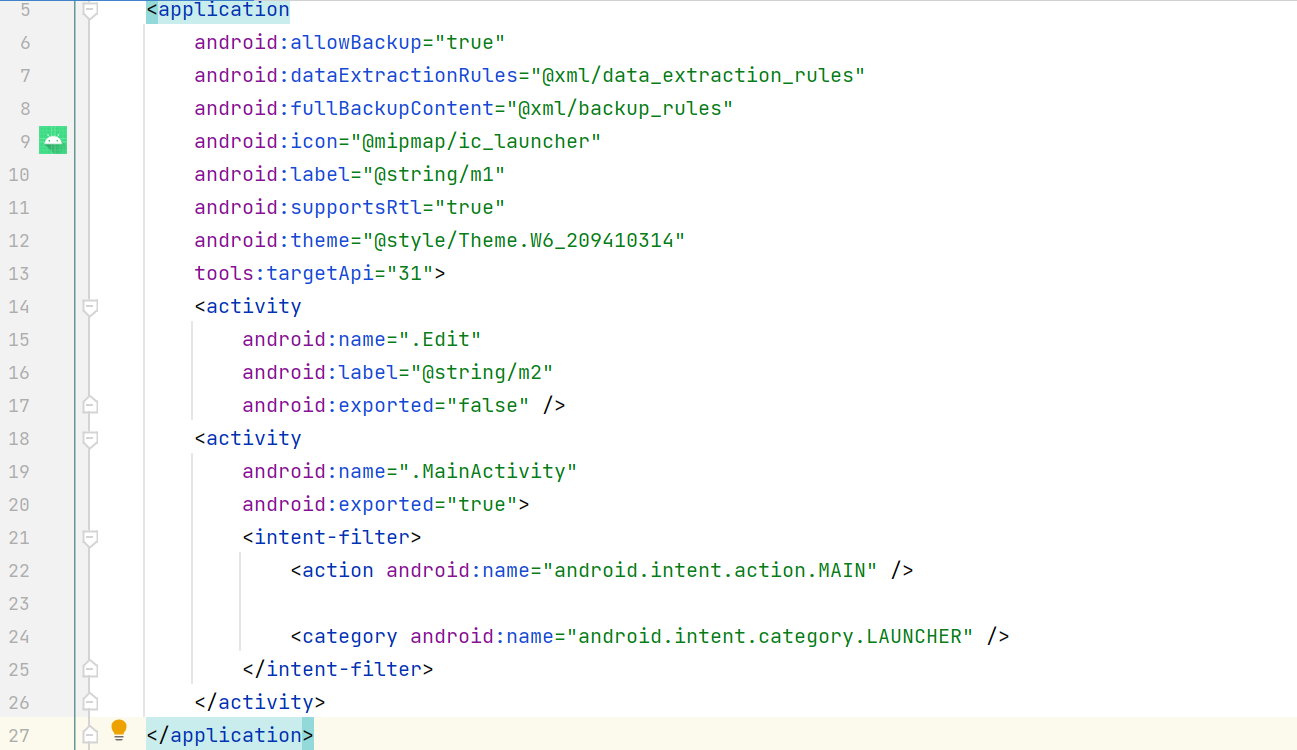 5 <application
6 android:allowBackup="true"
7 android:dataExtractionRules="@xml/data_extraction_rules"
8 android:fullBackupContent="@xml/backup_rules"
9 android:icon="@mipmap/ic_launcher"
10 android:label="@string/m1"
11 android:supportsRtl="true"
12 android:theme="@style/Theme.W6_209410314"
13 tools:targetApi="31">
14 <activity
15 android:name=".Edit"
16 android:label="@string/m2"
17 android:exported="false" />
18 <activity
19 android:name=".MainActivity"
20 android:exported="true">
21 <intent-filter>
22 <action android:name="android.intent.action.MAIN" />
23
24 <category android:name="android.intent.category.LAUNCHER" />
25 </intent-filter>
26 </activity>
27 </application>